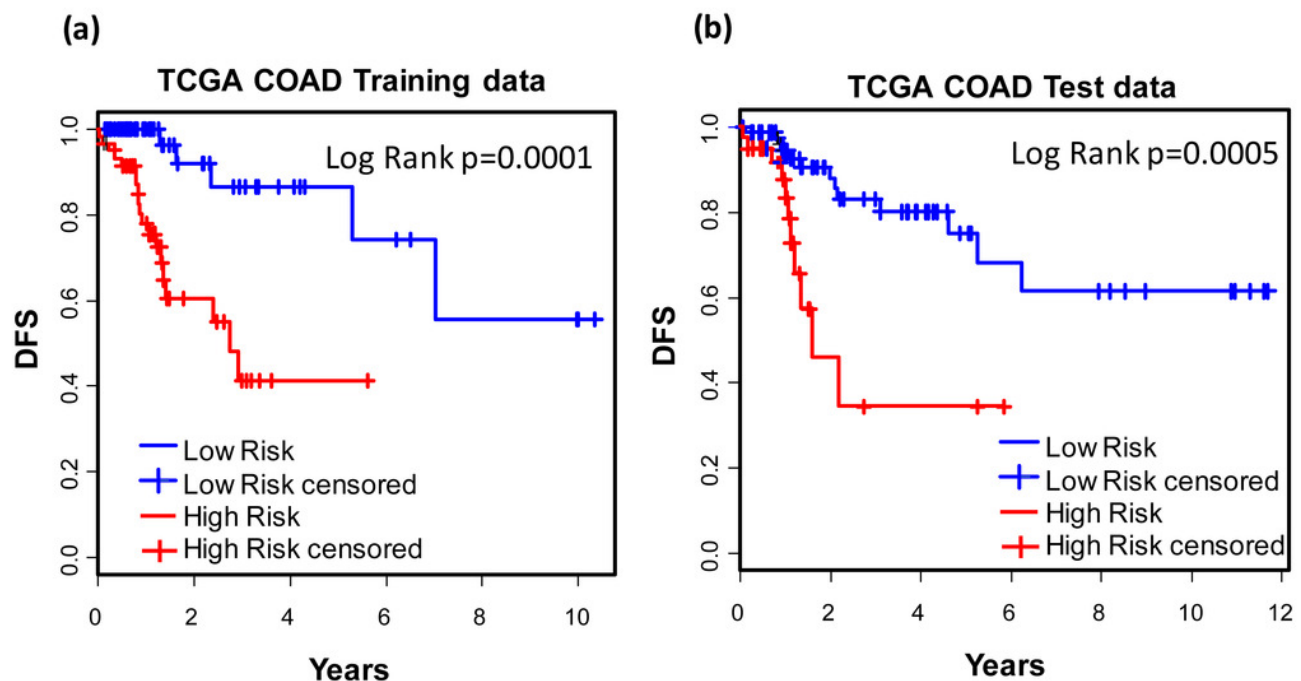 (a)
TCGA COAD Training data
Log Rank p=0.0001
DFS
1.0
0.8
0.6
0.4
0.2
0.0
Low Risk
Low Risk censored
High Risk
High Risk censored
0 2 4 6 8 10
Years
(b)
TCGA COAD Test data
Log Rank p=0.0005
DFS
1.0
0.8
0.6
0.4
0.2
0.0
Low Risk
Low Risk censored
High Risk
High Risk censored
0 2 4 6 8 10 12
Years